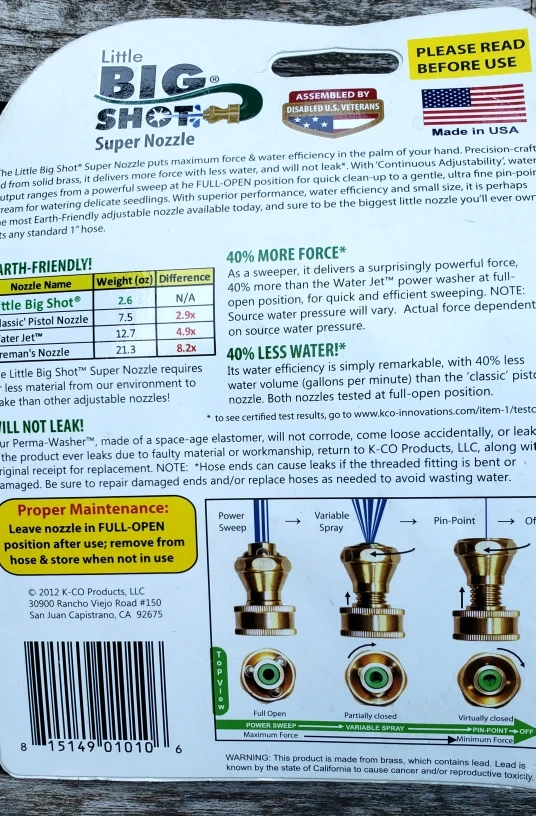 Little
BIG®
SHOT
Super Nozzle
ASSEMBLED BY
DISABLED U.S. VETERANS
PLEASE READ
BEFORE USE
Made in USA
The Little Big Shot® Super Nozzle puts maximum force & water efficiency in the palm of your hand. Precision-craft
d from solid brass, it delivers more force with less water, and will not leak*. With 'Continuous Adjustability', water
utput ranges from a powerful sweep at he FULL-OPEN position for quick clean-up to a gentle, ultra fine pin-poin
ream for watering delicate seedlings. With superior performance, water efficiency and small size, it is perhaps
e most Earth-Friendly adjustable nozzle available today, and sure to be the biggest little nozzle you'll ever own
ts any standard 1" hose.
ARTH-FRIENDLY!
Nozzle Name Weight (oz) Difference
ittle Big Shot® 2.6 N/A
lassic' Pistol Nozzle 7.5 2.9x
ater Jet™ 12.7 4.9x
reman's Nozzle 21.3 8.2x
e Little Big Shot™ Super Nozzle requires
r less material from our environment to
ake than other adjustable nozzles!
40% MORE FORCE*
As a sweeper, it delivers a surprisingly powerful force,
40% more than the Water Jet™ power washer at full-
open position, for quick and efficient sweeping. NOTE:
Source water pressure will vary. Actual force dependent
on source water pressure.
40% LESS WATER!*
Its water efficiency is simply remarkable, with 40% less
water volume (gallons per minute) than the 'classic' pisto
nozzle. Both nozzles tested at full-open position.
* to see certified test results, go to www.kco-innovations.com/item-1/testc
WILL NOT LEAK!
ur Perma-Washer™, made of a space-age elastomer, will not corrode, come loose accidentally, or leak
the product ever leaks due to faulty material or workmanship, return to K-CO Products, LLC, along wit
riginal receipt for replacement. NOTE: *Hose ends can cause leaks if the threaded fitting is bent or
amaged. Be sure to repair damaged ends and/or replace hoses as needed to avoid wasting water.
Proper Maintenance:
Leave nozzle in FULL-OPEN
position after use; remove from
hose & store when not in use
© 2012 K-CO Products, LLC
30900 Rancho Viejo Road #150
San Juan Capistrano, CA 92675
8 15149 01010 6
Power
Sweep
Variable
Spray
Pin-Point
Of
Top View
Full Open
Partially closed
Virtually closed
POWER SWEEP VARIABLE SPRAY PIN-POINT OFF
Maximum Force Minimum Force
WARNING: This product is made from brass, which contains lead. Lead is
known by the state of California to cause cancer and/or reproductive toxicity.